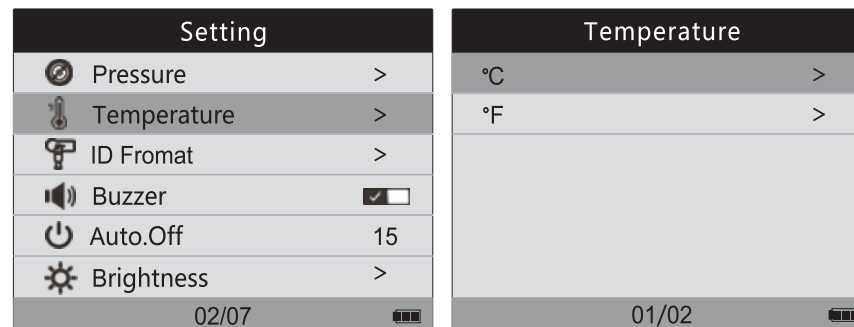 Setting
Pressure >
Temperature >
ID Fromat >
Buzzer
Auto.Off 15
Brightness >
02/07
Temperature
°C >
°F >
01/02